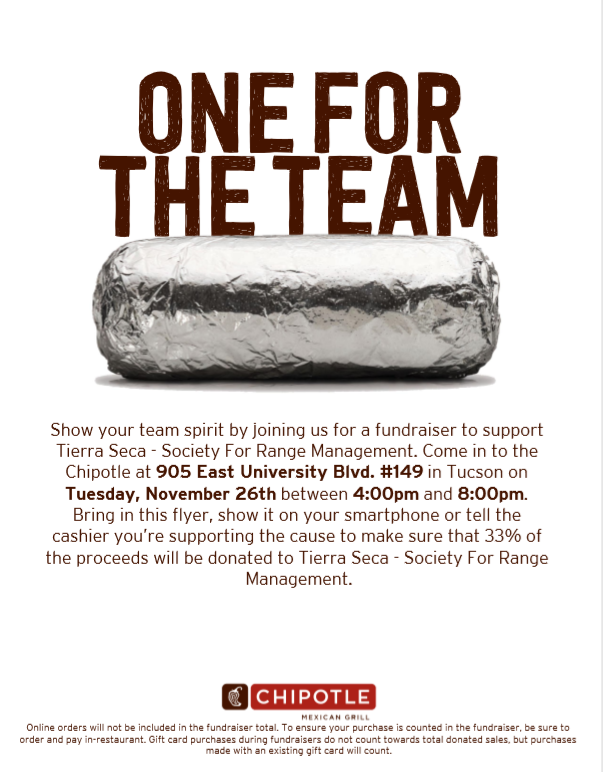 ONE FOR
THE TEAM
Show your team spirit by joining us for a fundraiser to support
Tierra Seca - Society For Range Management. Come in to the
Chipotle at 905 East University Blvd. #149 in Tucson on
Tuesday, November 26th between 4:00pm and 8:00pm.
Bring in this flyer, show it on your smartphone or tell the
cashier you're supporting the cause to make sure that 33% of
the proceeds will be donated to Tierra Seca - Society For Range
Management.
CHIPOTLE
MEXICAN GRILL
Online orders will not be included in the fundraiser total. To ensure your purchase is counted in the fundraiser, be sure to
order and pay in-restaurant. Gift card purchases during fundraisers do not count towards total donated sales, but purchases
made with an existing gift card will count.